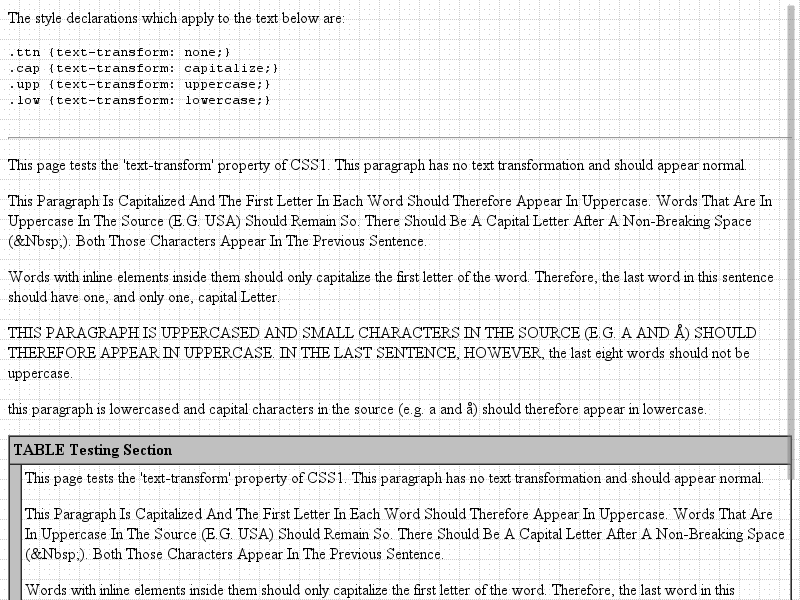 The style declarations which apply to the text below are:
.ttn {text-transform: none;}
.cap {text-transform: capitalize;}
.upp {text-transform: uppercase;}
.low {text-transform: lowercase;}
This page tests the 'text-transform' property of CSS1. This paragraph has no text transformation and should appear normal.
This Paragraph Is Capitalized And The First Letter In Each Word Should Therefore Appear In Uppercase. Words That Are In
Uppercase In The Source (E.G. USA) Should Remain So. There Should Be A Capital Letter After A Non-Breaking Space
(&Nbsp;). Both Those Characters Appear In The Previous Sentence.
Words with inline elements inside them should only capitalize the first letter of the word. Therefore, the last word in this sentence
should have one, and only one, capital Letter.
THIS PARAGRAPH IS UPPERCASED AND SMALL CHARACTERS IN THE SOURCE (E.G. A AND Å) SHOULD
THEREFORE APPEAR IN UPPERCASE. IN THE LAST SENTENCE, HOWEVER, the last eight words should not be
uppercase.
this paragraph is lowercased and capital characters in the source (e.g. a and å) should therefore appear in lowercase.
TABLE Testing Section
This page tests the 'text-transform' property of CSS1. This paragraph has no text transformation and should appear normal.
This Paragraph Is Capitalized And The First Letter In Each Word Should Therefore Appear In Uppercase. Words That Are
In Uppercase In The Source (E.G. USA) Should Remain So. There Should Be A Capital Letter After A Non-Breaking Space
(&Nbsp;). Both Those Characters Appear In The Previous Sentence.
Words with inline elements inside them should only capitalize the first letter of the word. Therefore, the last word in this